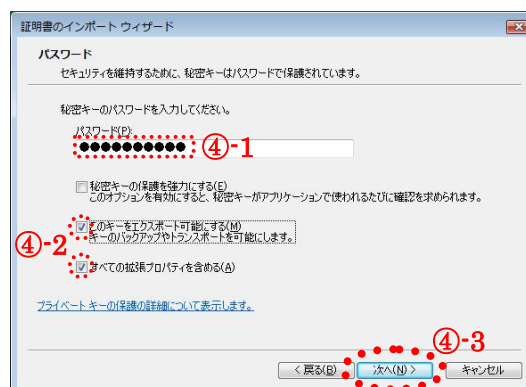 証明書のインポート ウィザード
パスワード
セキュリティを維持するために、秘密キーはパスワードで保護されています。
秘密キーのパスワードを入力してください。
パスワード(P):
●●●●●●●●●● ④-1
秘密キーの保護を強力にする(E)
このオプションを有効にすると、秘密キーがアプリケーションで使われるたびに確認を求められます。
このキーをエクスポート可能にする(M)
キーのバックアップやトランスポートを可能にします。
④-2
すべての拡張プロパティを含める(A)
プライベート キーの保護の詳細について表示します。
④-3
< 戻る(B) 次へ(N) > キャンセル